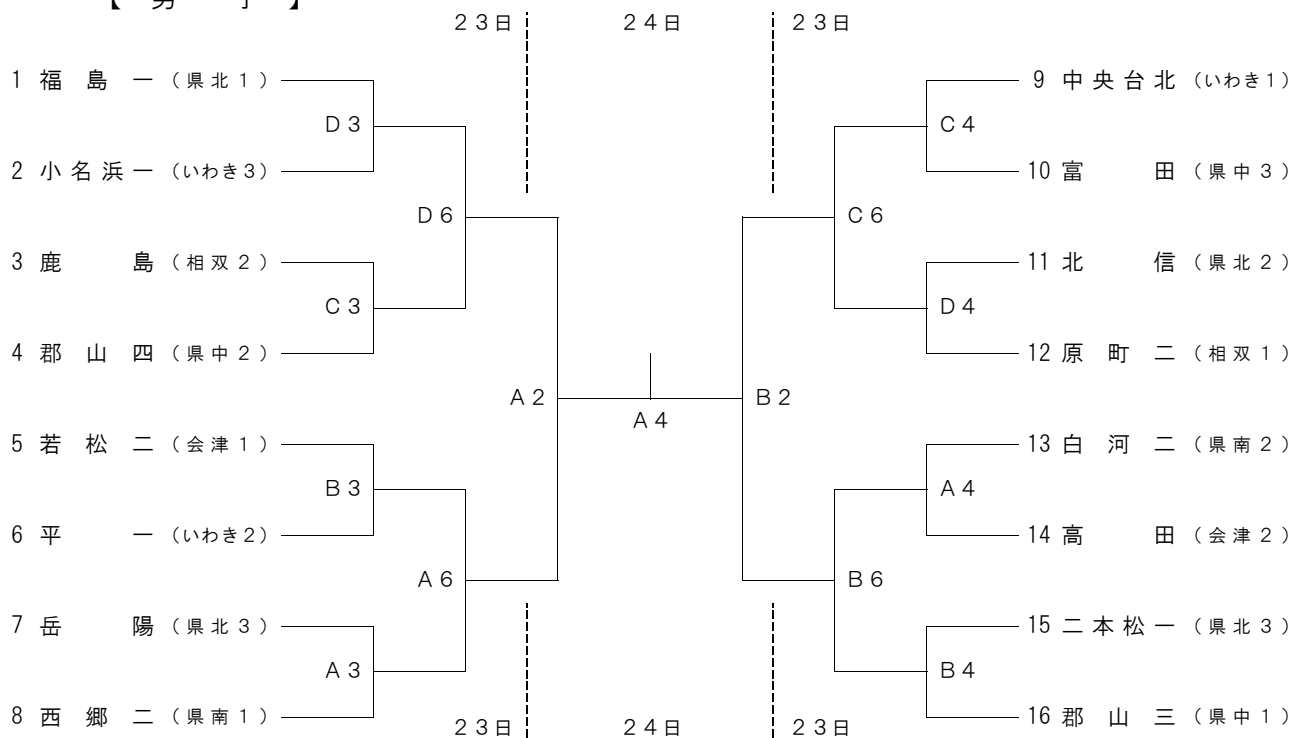 【 男 子 】
23日 24日 23日
1 福島一 (県北1)
D3
2 小名浜一 (いわき3)
D6
3 鹿島 (相双2)
C3
4 郡山四 (県中2)
A2
5 若松二 (会津1)
B3
6 平一 (いわき2)
A6
7 岳陽 (県北3)
A3
8 西郷二 (県南1)
A4
9 中央台北 (いわき1)
C4
10 富田 (県中3)
C6
11 北信 (県北2)
D4
12 原町二 (相双1)
B2
13 白河二 (県南2)
A4
14 高田 (会津2)
B6
15 二本松一 (県北3)
B4
16 郡山三 (県中1)
23日 24日 23日